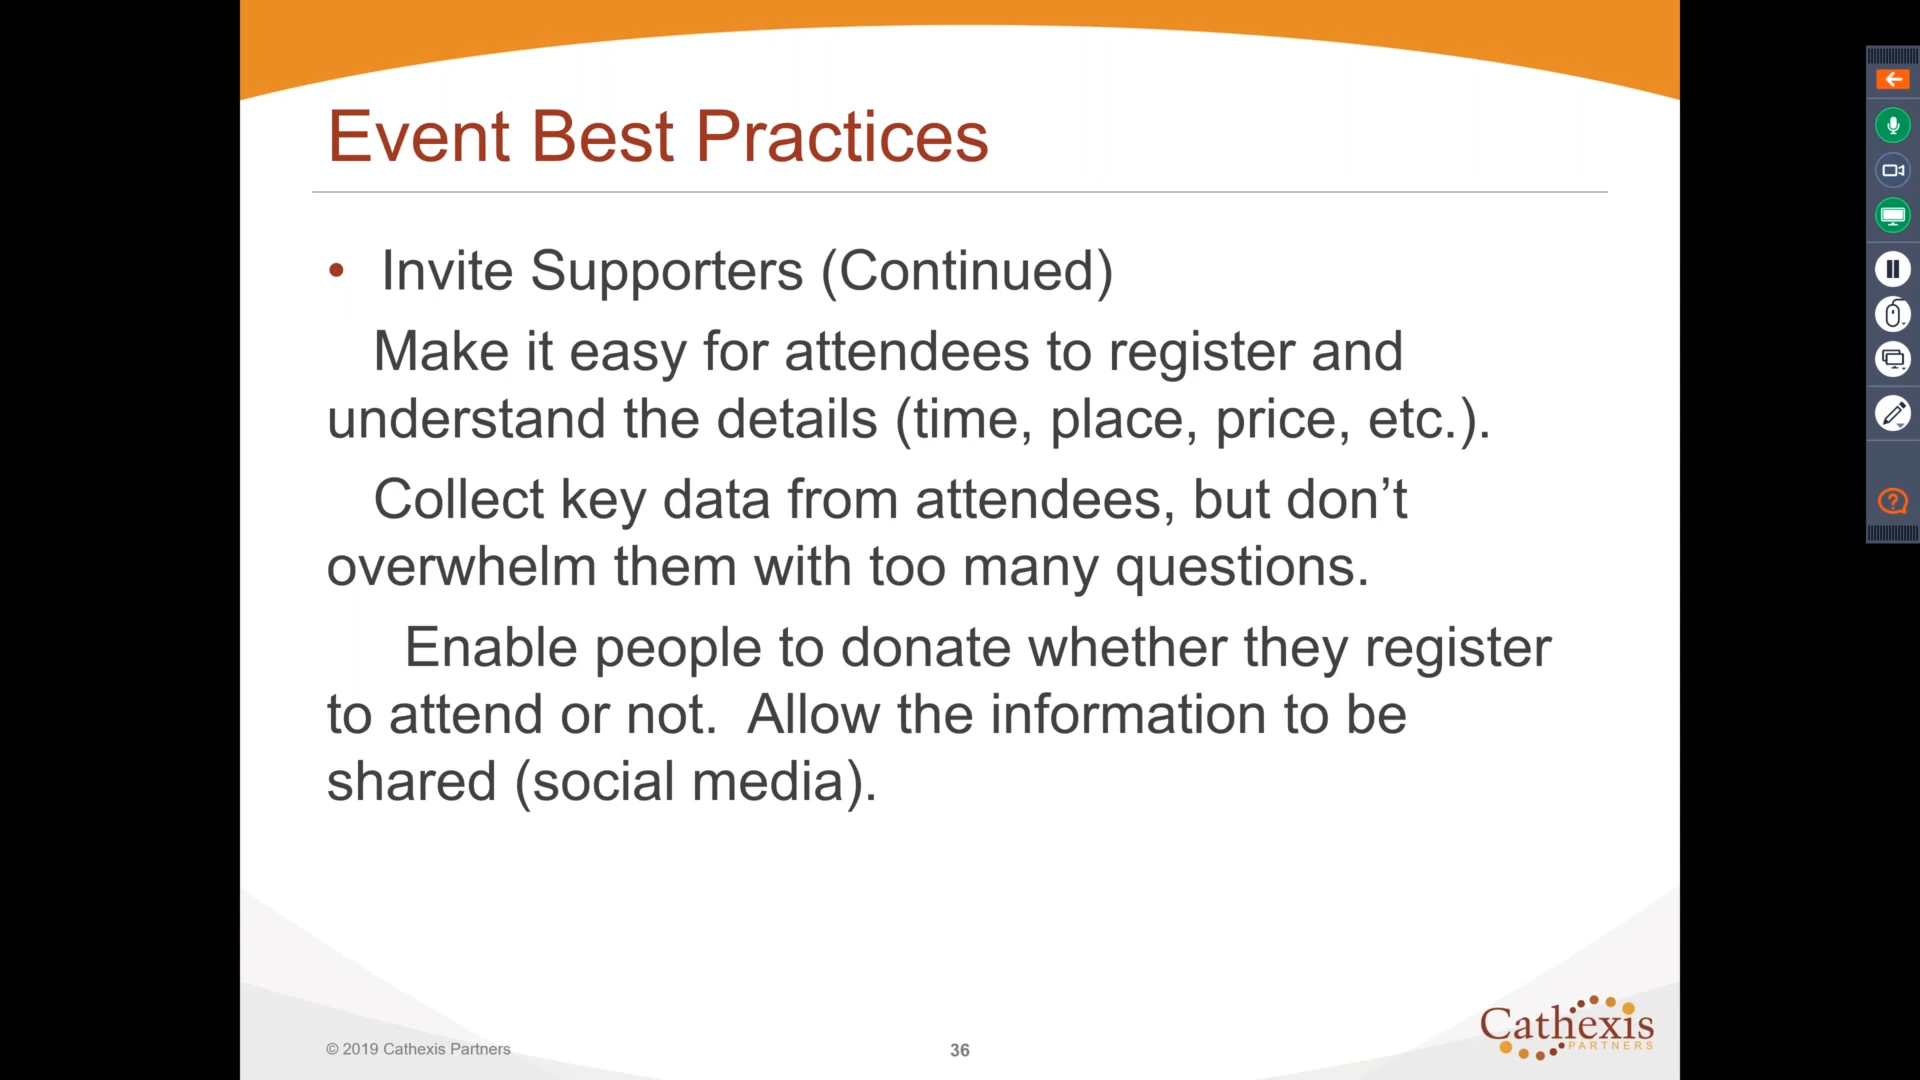 Event Best Practices
• Invite Supporters (Continued)
Make it easy for attendees to register and
understand the details (time, place, price, etc.).
Collect key data from attendees, but don’t
overwhelm them with too many questions.
Enable people to donate whether they register
to attend or not.  Allow the information to be
shared (social media).
© 2019 Cathexis Partners
36
Cathexis
PARTNERS